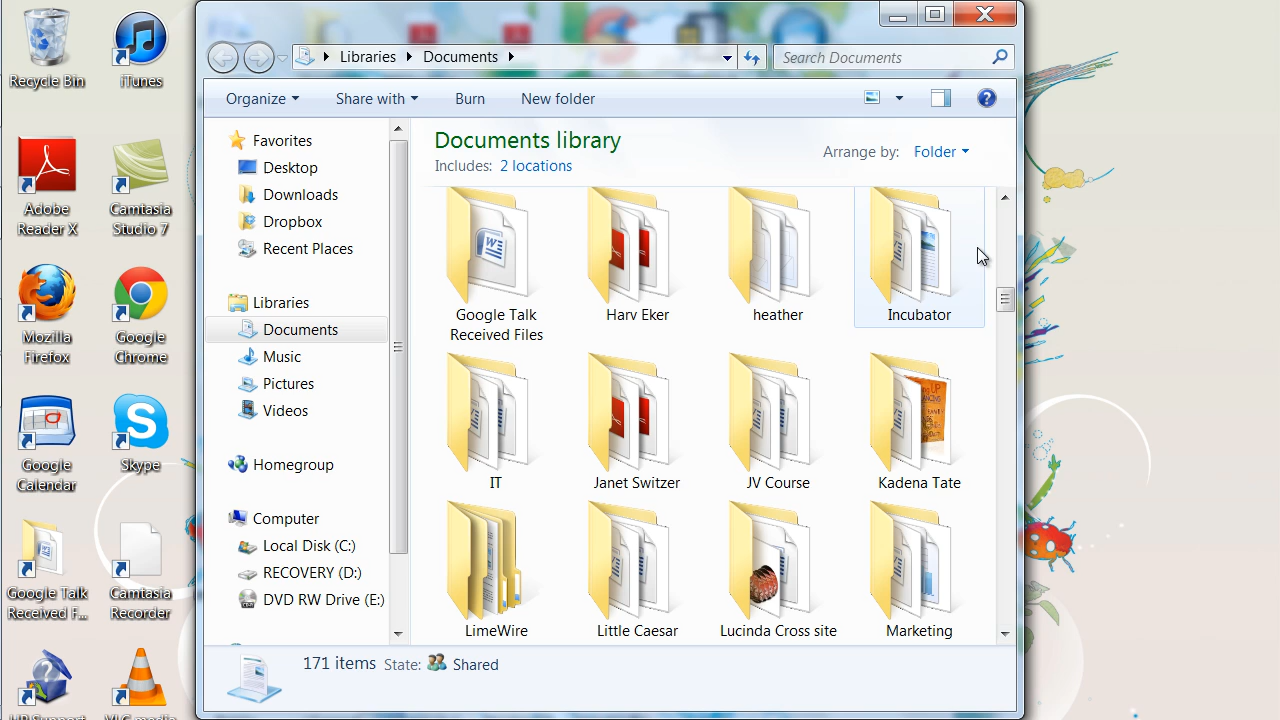 Recycle Bin
iTunes
Adobe
Reader X
Camtasia
Studio 7
Mozilla
Firefox
Google
Chrome
Google
Calendar
Skype
Google Talk
Received F...
Camtasia
Recorder
HP Support
VLC media
Libraries
Documents
Search Documents
Organize
Share with
Burn
New folder
Favorites
Desktop
Downloads
Dropbox
Recent Places
Libraries
Documents
Music
Pictures
Videos
Homegroup
Computer
Local Disk (C:)
RECOVERY (D:)
DVD RW Drive (E:)
Documents library
Includes: 2 locations
Arrange by: Folder
Google Talk
Received Files
Harv Eker
heather
Incubator
IT
Janet Switzer
JV Course
Kadena Tate
LimeWire
Little Caesar
Lucinda Cross site
Marketing
171 items State: Shared